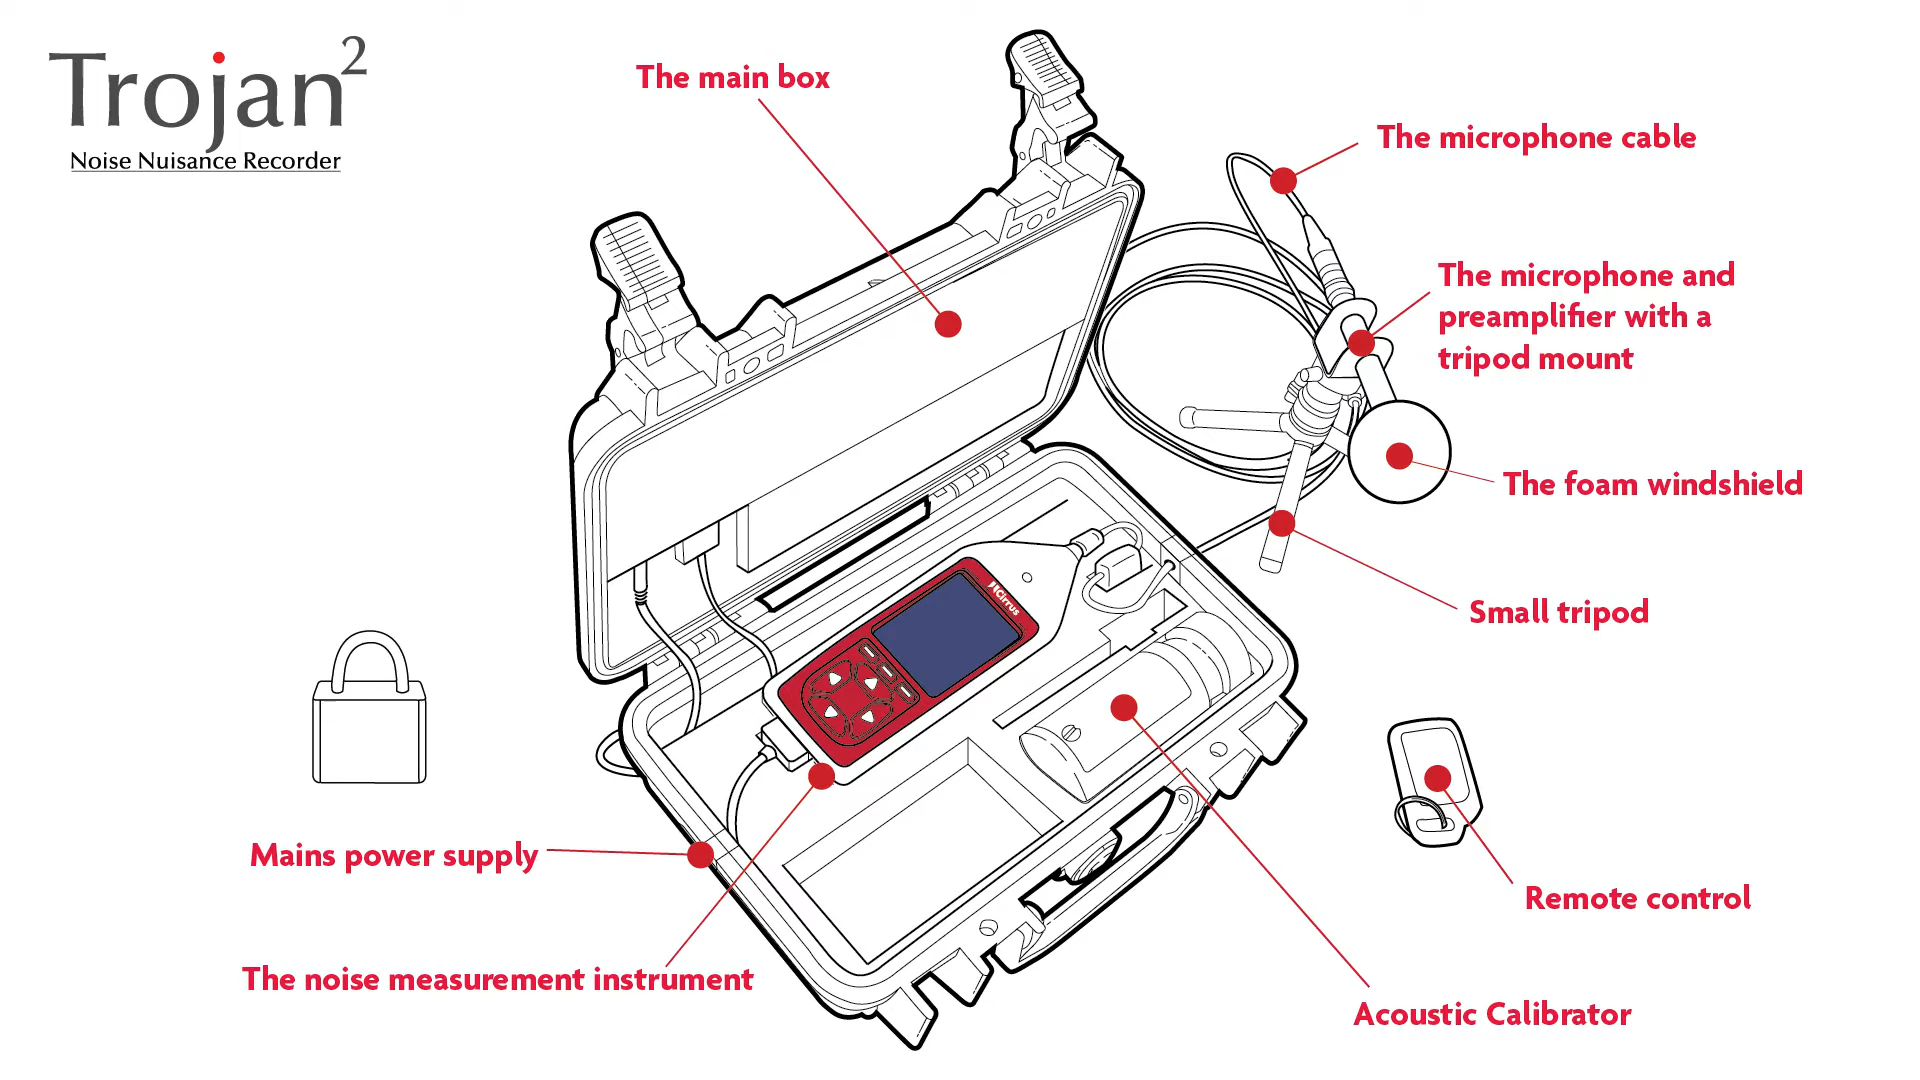 Trojan²
Noise Nuisance Recorder
The main box
The microphone cable
The microphone and
preamplifier with a
tripod mount
The foam windshield
Small tripod
Cirrus
Mains power supply
Remote control
The noise measurement instrument
Acoustic Calibrator